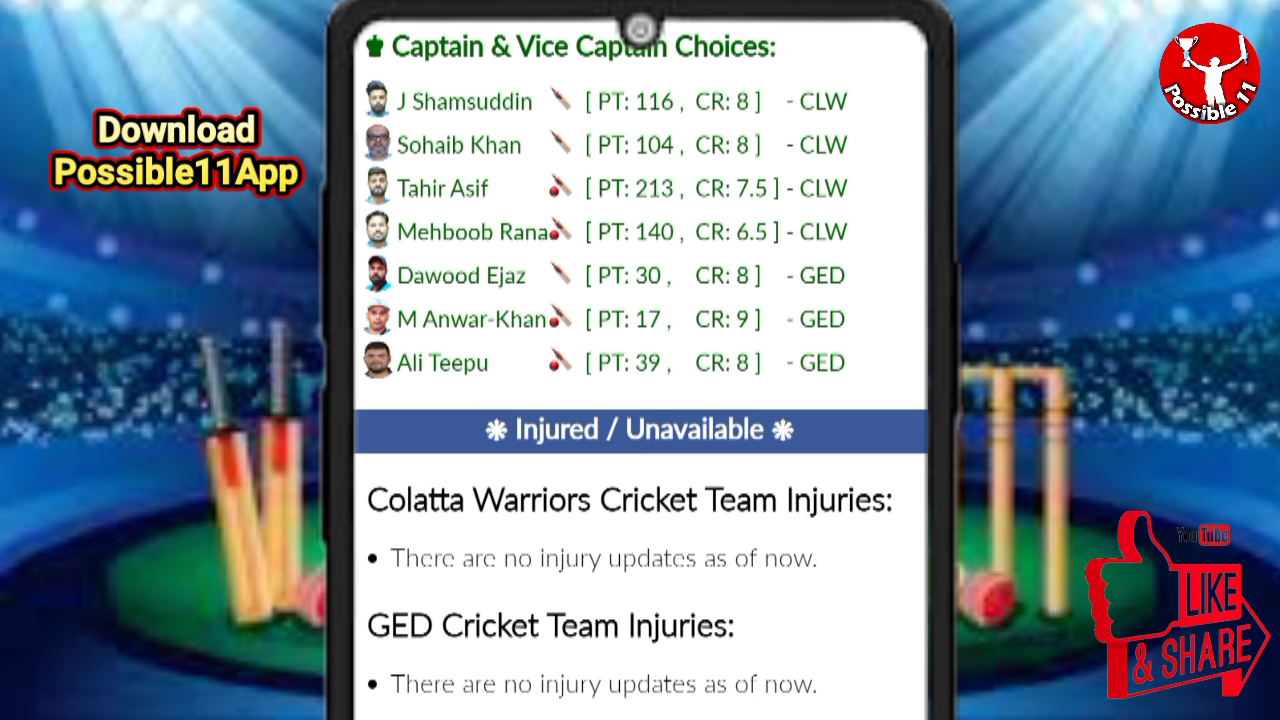 Captain & Vice Captain Choices:
J Shamsuddin [ PT: 116 , CR: 8 ] - CLW
Sohaib Khan [ PT: 104 , CR: 8 ] - CLW
Tahir Asif [ PT: 213 , CR: 7.5 ] - CLW
Mehboob Rana [ PT: 140 , CR: 6.5 ] - CLW
Dawood Ejaz [ PT: 30 , CR: 8 ] - GED
M Anwar-Khan [ PT: 17 , CR: 9 ] - GED
Ali Teepu [ PT: 39 , CR: 8 ] - GED
Injured / Unavailable
Colatta Warriors Cricket Team Injuries:
• There are no injury updates as of now.
GED Cricket Team Injuries:
• There are no injury updates as of now.
Download
Possible11App
Possible 11
YouTube
LIKE
& SHARE